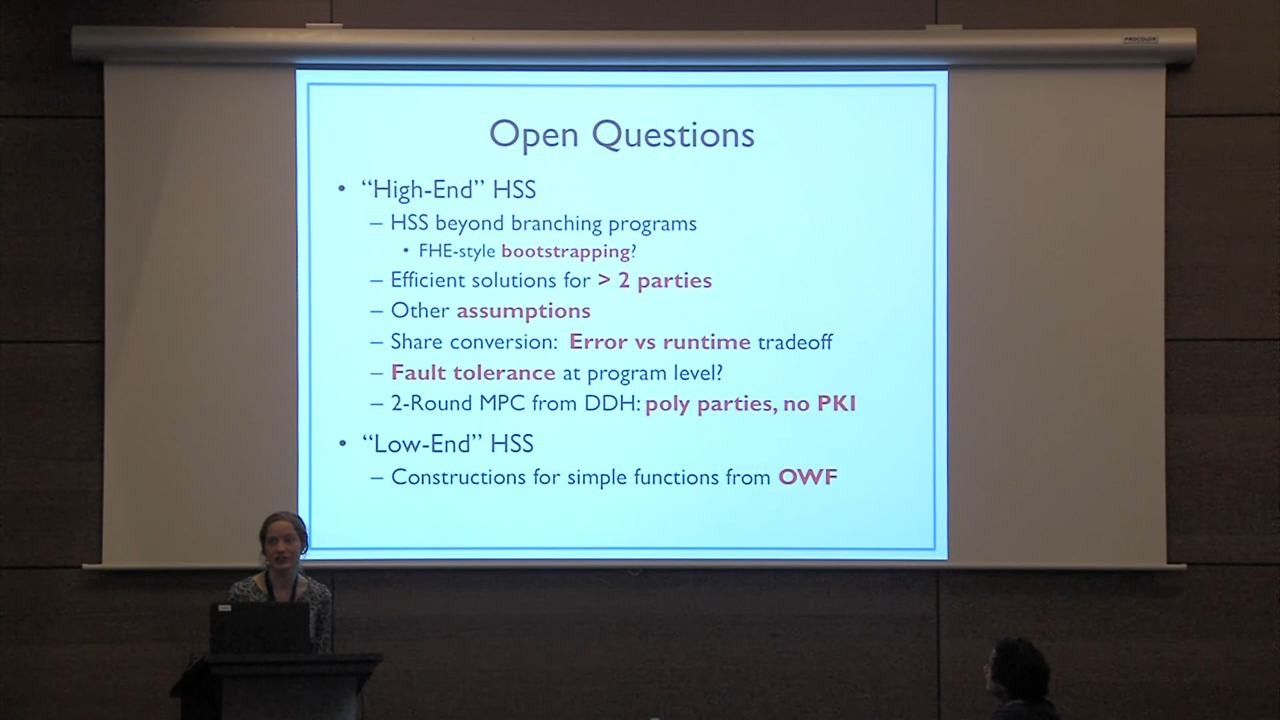 PROCOLOR
Open Questions
• “High-End” HSS
– HSS beyond branching programs
• FHE-style bootstrapping?
– Efficient solutions for > 2 parties
– Other assumptions
– Share conversion: Error vs runtime tradeoff
– Fault tolerance at program level?
– 2-Round MPC from DDH: poly parties, no PKI
• “Low-End” HSS
– Constructions for simple functions from OWF